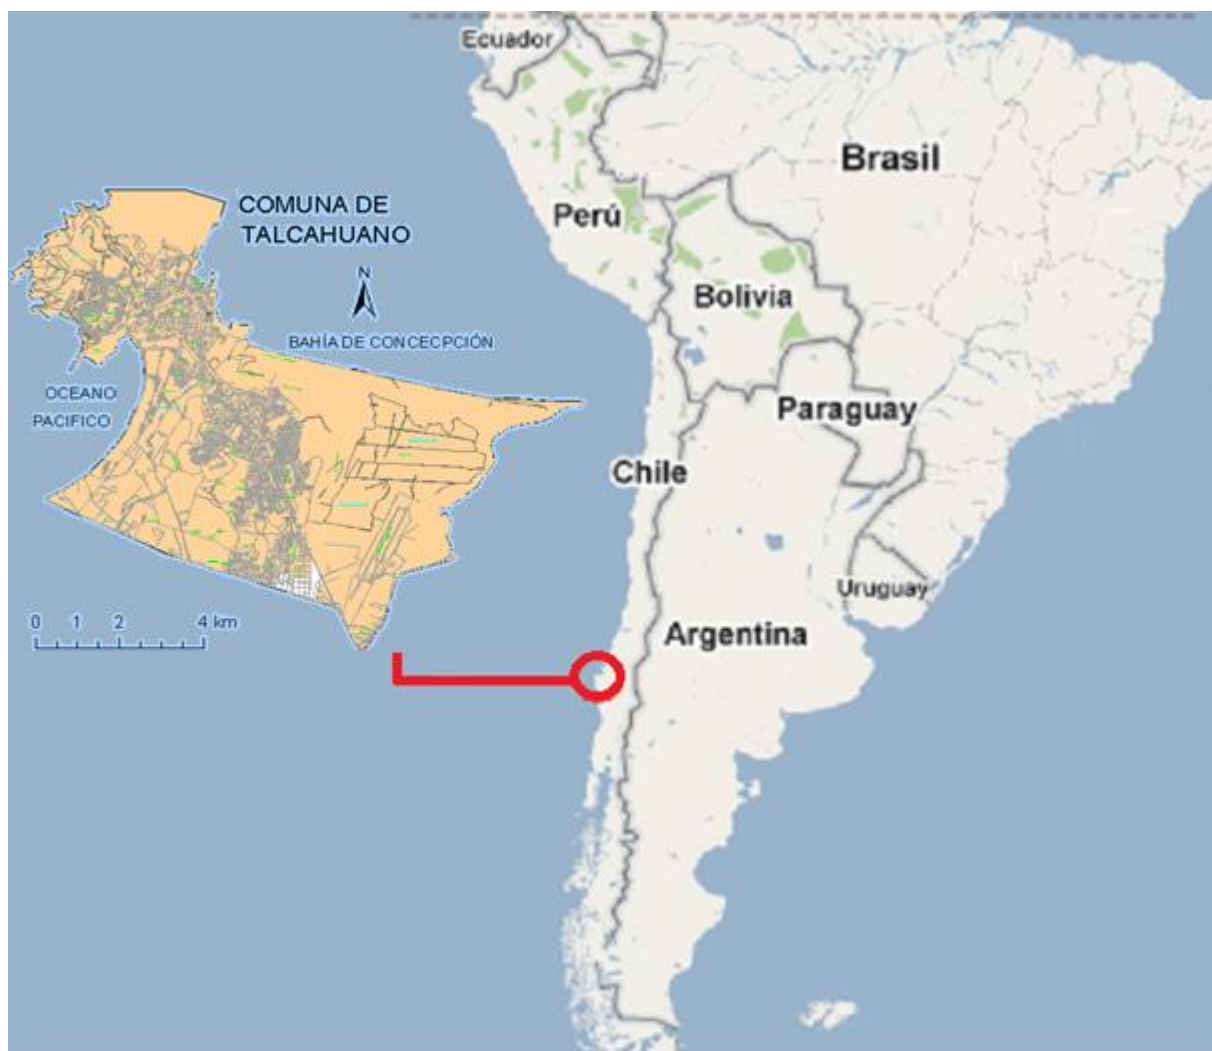 Ecuador
Brasil
COMUNA DE
TALCAHUANO
Perú
N
Bolivia
BAHÍA DE CONCECPCIÓN
OCEANO
PACIFICO
Paraguay
Chile
Uruguay
0 1 2 4 km
Argentina